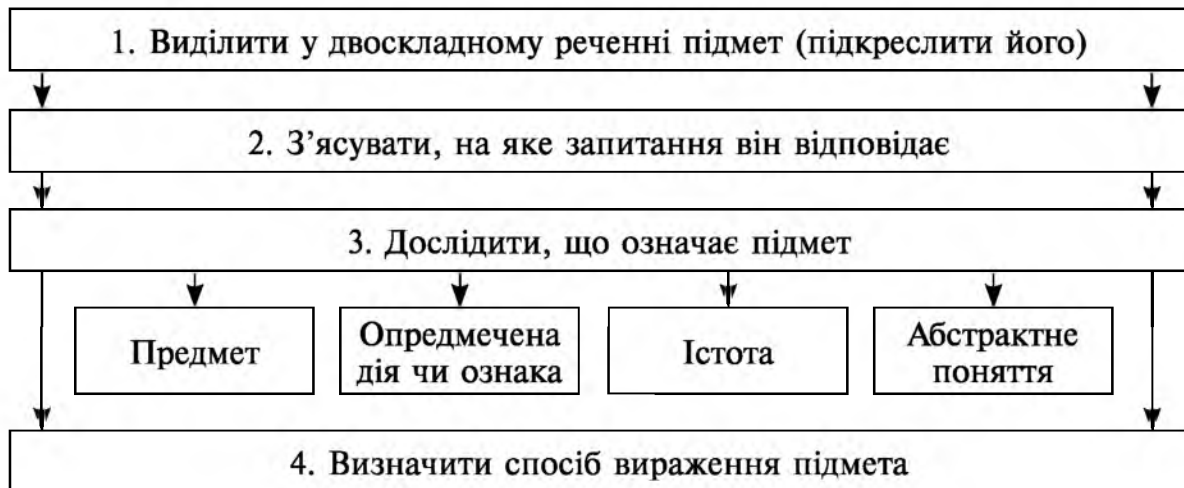 1. Виділити у двоскладному реченні підмет (підкреслити його)
2. З’ясувати, на яке запитання він відповідає
3. Дослідити, що означає підмет
Предмет
Опредмечена
дія чи ознака
Істота
Абстрактне
поняття
4. Визначити спосіб вираження підмета